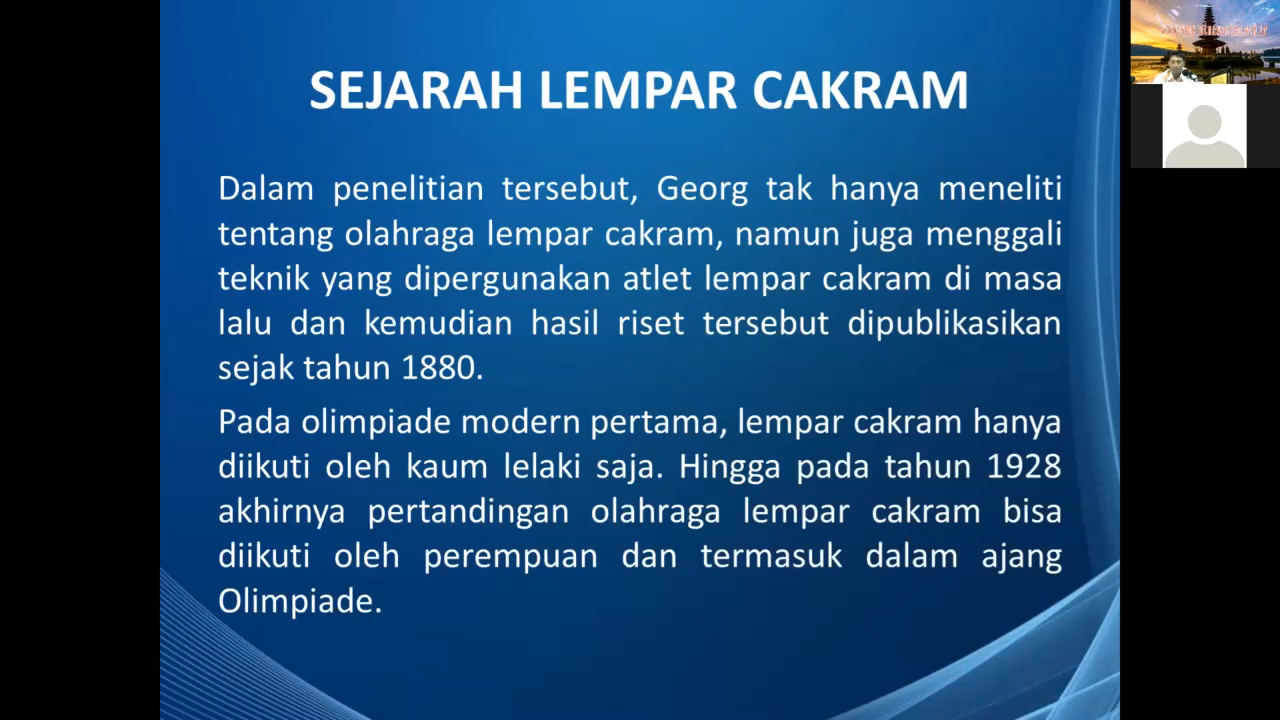 SEJARAH LEMPAR CAKRAM
Dalam penelitian tersebut, Georg tak hanya meneliti
tentang olahraga lempar cakram, namun juga menggali
teknik yang dipergunakan atlet lempar cakram di masa
lalu dan kemudian hasil riset tersebut dipublikasikan
sejak tahun 1880.
Pada olimpiade modern pertama, lempar cakram hanya
diikuti oleh kaum lelaki saja. Hingga pada tahun 1928
akhirnya pertandingan olahraga lempar cakram bisa
diikuti oleh perempuan dan termasuk dalam ajang
Olimpiade.